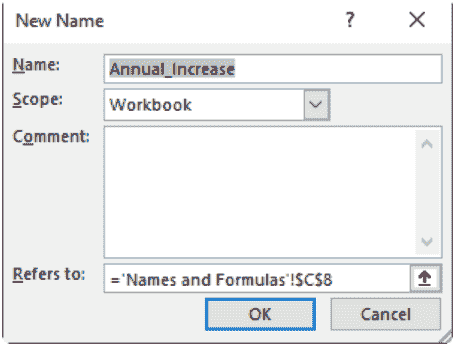 New Name ?
Name: Annual_Increase
Scope: Workbook
Comment:
Refers to: ='Names and Formulas'!$C$8
OK Cancel